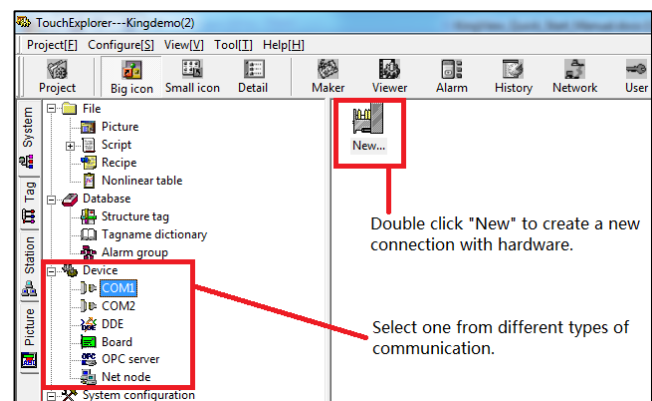 TouchExplorer---Kingdemo(2)
Project[F] Configure[S] View[V] Tool[T] Help[H]
Project Big icon Small icon Detail Maker Viewer Alarm History Network User
System
Tag
Station
Picture
File
Picture
Script
Recipe
Nonlinear table
Database
Structure tag
Tagname dictionary
Alarm group
Device
COM1
COM2
DDE
Board
OPC server
Net node
System configuration
New...
Double click "New" to create a new
connection with hardware.
Select one from different types of
communication.